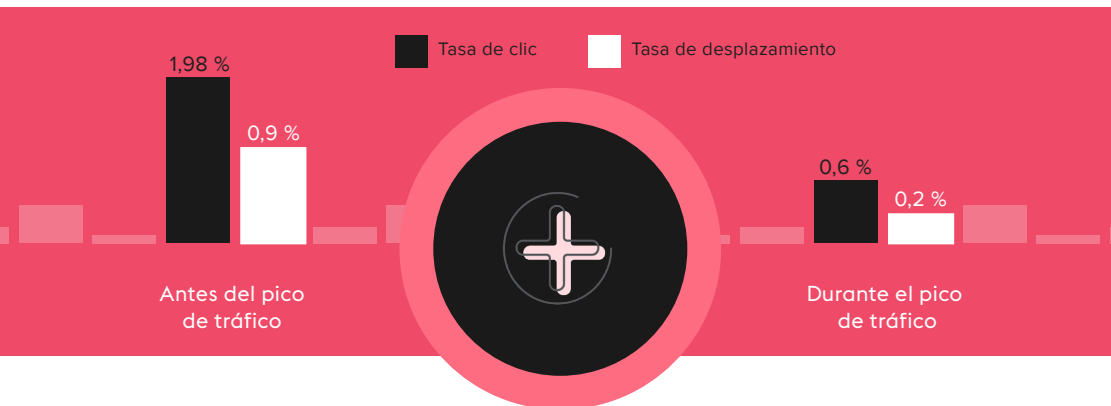 Tasa de clic
Tasa de desplazamiento
1,98 %
0,9 %
0,6 %
0,2 %
Antes del pico
de tráfico
Durante el pico
de tráfico